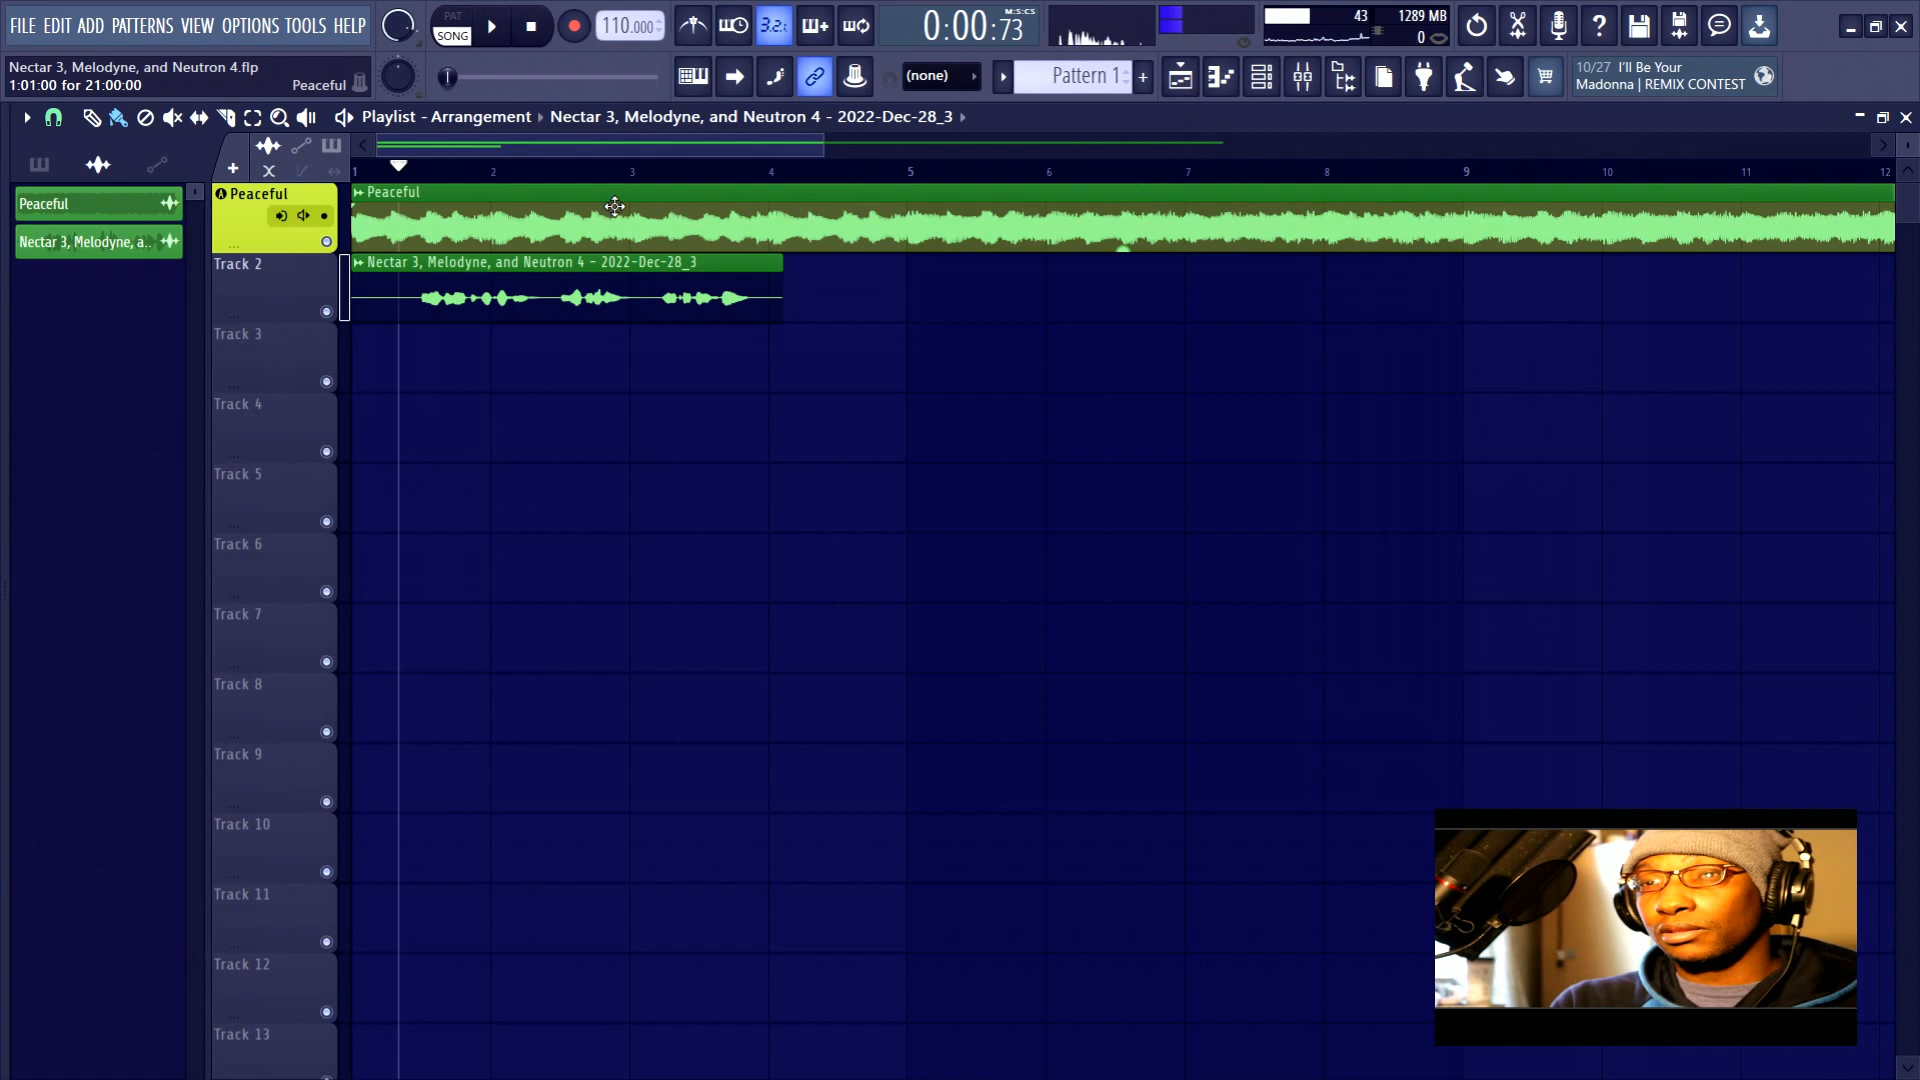 FILE EDIT ADD PATTERNS VIEW OPTIONS TOOLS HELP
PAT
SONG
110.000
3.2.
0:00:73
M:S:CS
43
1289 MB
0
Nectar 3, Melodyne, and Neutron 4.flp
1:01:00 for 21:00:00
Peaceful
(none)
Pattern 1
10/27 I'll Be Your
Madonna | REMIX CONTEST
Playlist - Arrangement Nectar 3, Melodyne, and Neutron 4 - 2022-Dec-28_3
1 2 3 4 5 6 7 8 9 10 11 12
Peaceful
Nectar 3, Melodyne, a..
Peaceful
Peaceful
Track 2
Nectar 3, Melodyne, and Neutron 4 - 2022-Dec-28_3
Track 3
Track 4
Track 5
Track 6
Track 7
Track 8
Track 9
Track 10
Track 11
Track 12
Track 13